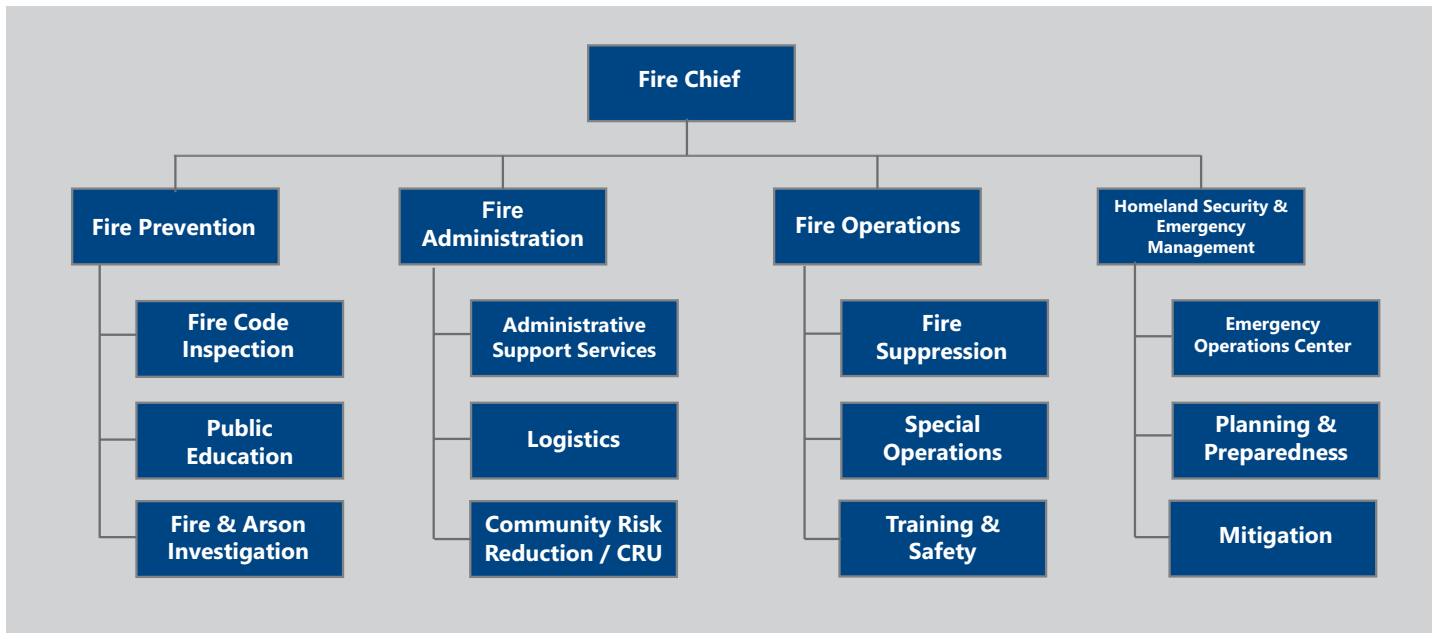 Fire Chief
Fire Prevention
Fire Code
Inspection
Public
Education
Fire & Arson
Investigation
Fire
Administration
Administrative
Support Services
Logistics
Community Risk
Reduction / CRU
Fire Operations
Fire
Suppression
Special
Operations
Training &
Safety
Homeland Security &
Emergency
Management
Emergency
Operations Center
Planning &
Preparedness
Mitigation